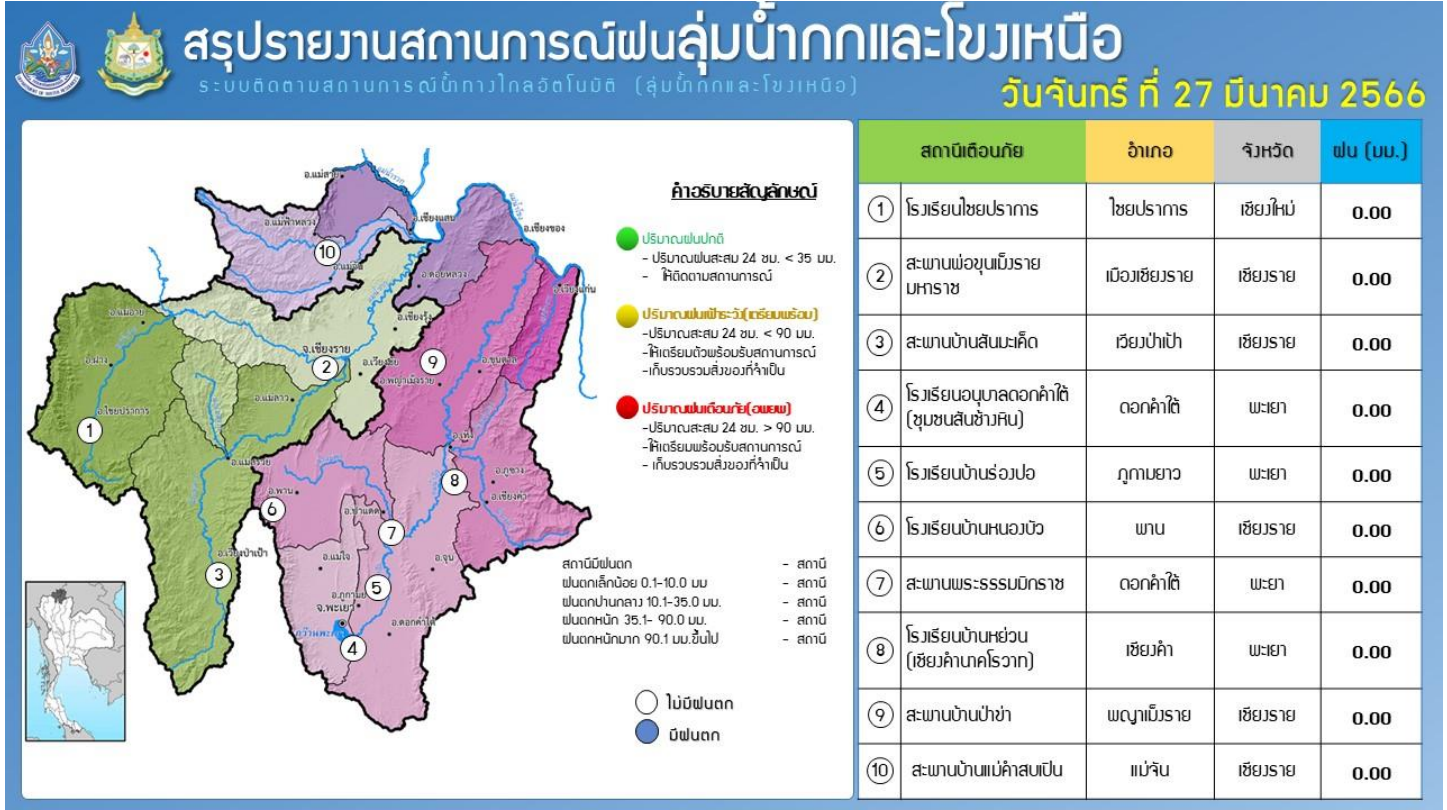 สรุปรายงานสถานการณ์ฝนลุ่มน้ำกกและโขงเหนือ
ระบบติดตามสถานการณ์น้ำทางไกลอัตโนมัติ (ลุ่มน้ำกกและโขงเหนือ)
วันจันทร์ ที่ 27 มีนาคม 2566
อ.แม่สาย
อ.แม่ฟ้าหลวง
อ.เชียงแสน
อ.เชียงของ
10
อ.ดอยหลวง
อ.เวียงแก่น
อ.แม่อาย
อ.เชียงรุ้ง
จ.เชียงราย
อ.ฝาง
2
9
อ.ขุนตาล
อ.พญาเม็งราย
อ.แม่ลาว
อ.ไชยปราการ
1
อ.เทิง
อ.แม่สรวย
8
อ.ภูซาง
อ.พาน
อ.เชียงคำ
6
อ.ป่าแดด
7
อ.เวียงป่าเป้า
อ.แม่ใจ
อ.จุน
3
5
จ.พะเยา
อ.ดอกคำใต้
4
คำอธิบายสัญลักษณ์
ปริมาณฝนปกติ
- ปริมาณฝนสะสม 24 ชม. < 35 มม.
- ให้ติดตามสถานการณ์
ปริมาณฝนเฝ้าระวัง(เตรียมพร้อม)
-ปริมาณสะสม 24 ชม. < 90 มม.
-ให้เตรียมตัวพร้อมรับสถานการณ์
-เก็บรวบรวมสิ่งของที่จำเป็น
ปริมาณฝนเตือนภัย(อพยพ)
-ปริมาณสะสม 24 ชม. > 90 มม.
-ให้เตรียมพร้อมรับสถานการณ์
- เก็บรวบรวมสิ่งของที่จำเป็น
สถานีมีฝนตก - สถานี
ฝนตกเล็กน้อย 0.1-10.0 มม - สถานี
ฝนตกปานกลาง 10.1-35.0 มม. - สถานี
ฝนตกหนัก 35.1- 90.0 มม. - สถานี
ฝนตกหนักมาก 90.1 มม.ขึ้นไป - สถานี
ไม่มีฝนตก
มีฝนตก
สถานีเตือนภัย อำเภอ จังหวัด ฝน (มม.)
1 โรงเรียนไชยปราการ ไชยปราการ เชียงใหม่ 0.00
2 สะพานพ่อขุนเม็งราย
มหาราช เมืองเชียงราย เชียงราย 0.00
3 สะพานบ้านสันมะเค็ด เวียงป่าเป้า เชียงราย 0.00
4 โรงเรียนอนุบาลดอกคำใต้
(ชุมชนสันช้างหิน) ดอกคำใต้ พะเยา 0.00
5 โรงเรียนบ้านร่องปอ ภูกามยาว พะเยา 0.00
6 โรงเรียนบ้านหนองบัว พาน เชียงราย 0.00
7 สะพานพระธรรมมิกราช ดอกคำใต้ พะยา 0.00
8 โรงเรียนบ้านหย่วน
(เชียงคำนาคโรวาท) เชียงคำ พะเยา 0.00
9 สะพานบ้านป่าข่า พญาเม็งราย เชียงราย 0.00
10 สะพานบ้านแม่คำสบเปิน แม่จัน เชียงราย 0.00